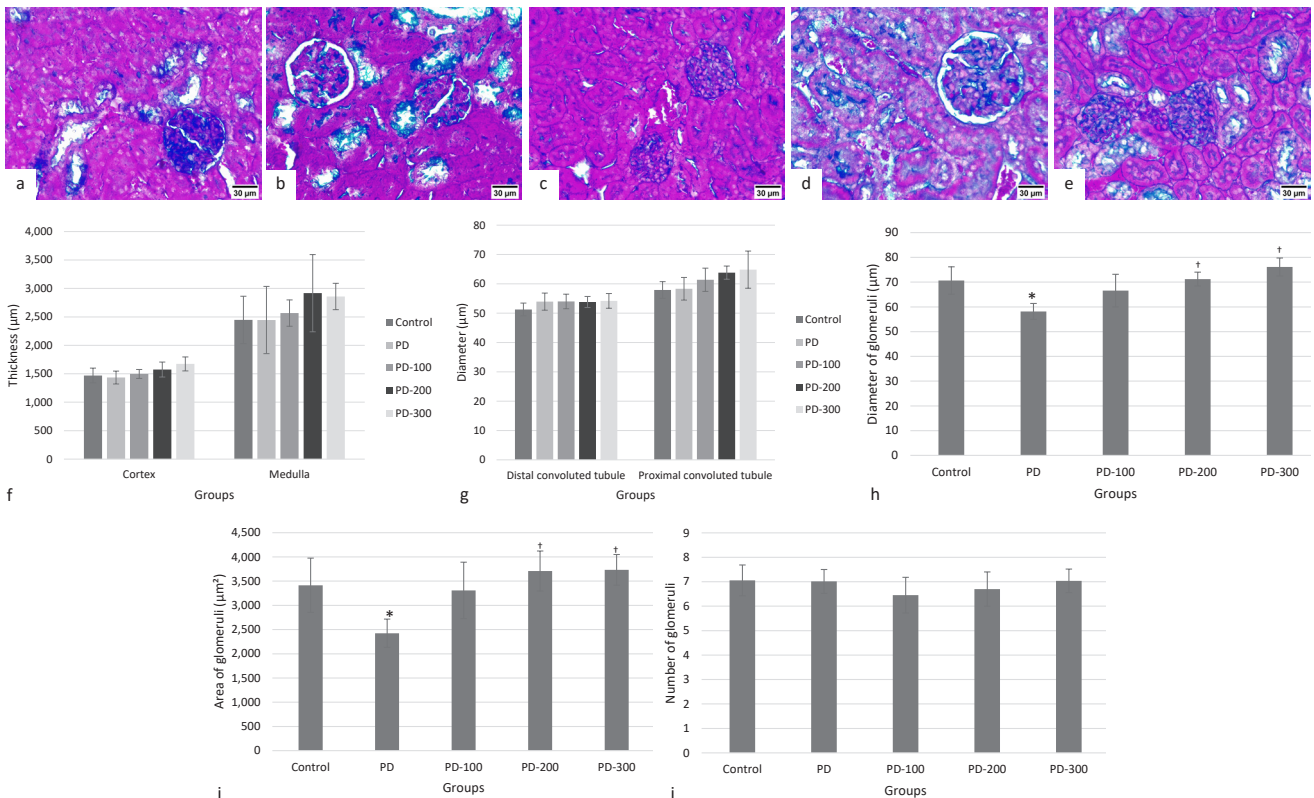 a
30 µm
b
30 µm
c
30 µm
d
30 µm
e
30 µm
4,000
3,500
3,000
2,500
2,000
1,500
1,000
500
0
Thickness (µm)
Cortex Medulla
Groups
Control
PD
PD-100
PD-200
PD-300
f
80
70
60
50
40
30
20
10
0
Diameter (µm)
Distal convoluted tubule Proximal convoluted tubule
Groups
Control
PD
PD-100
PD-200
PD-300
g
90
80
70
60
50
40
30
20
10
0
Diameter of glomeruli (µm)
*
†
†
Control PD PD-100 PD-200 PD-300
Groups
h
4,500
4,000
3,500
3,000
2,500
2,000
1,500
1,000
500
0
Area of glomeruli (µm²)
*
†
†
Control PD PD-100 PD-200 PD-300
Groups
i
9
8
7
6
5
4
3
2
1
0
Number of glomeruli
Control PD PD-100 PD-200 PD-300
Groups
j